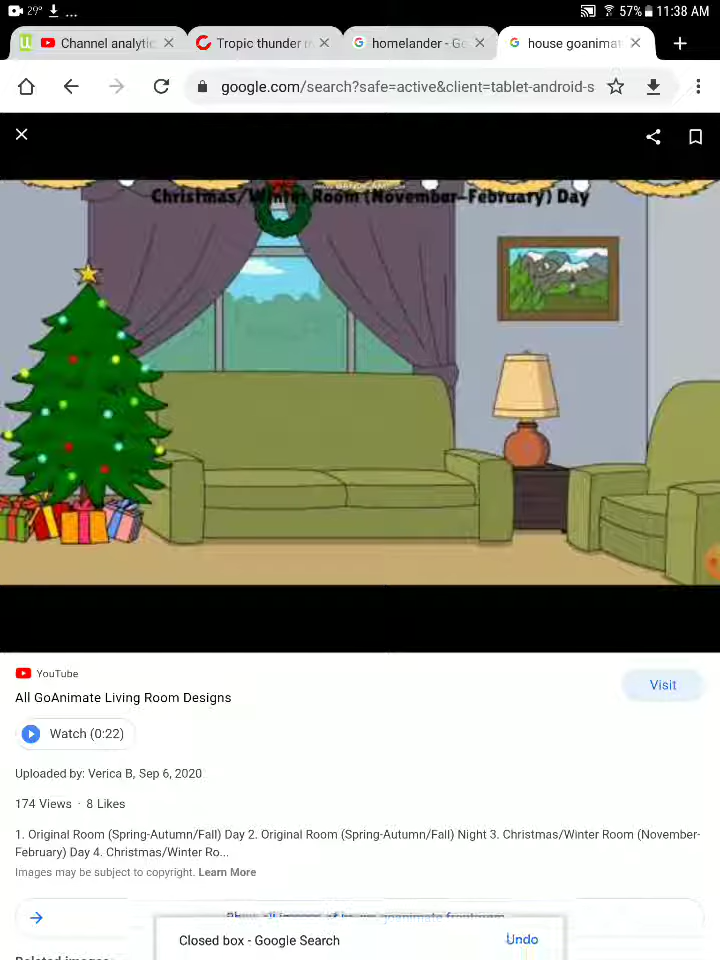 29° ...
57% 11:38 AM
Channel analytic
Tropic thunder
homelander - Go
house goanimat
google.com/search?safe=active&client=tablet-android-s
Christmas/Winter Room (November-February) Day
YouTube
Visit
All GoAnimate Living Room Designs
Watch (0:22)
Uploaded by: Verica B, Sep 6, 2020
174 Views · 8 Likes
1. Original Room (Spring-Autumn/Fall) Day 2. Original Room (Spring-Autumn/Fall) Night 3. Christmas/Winter Room (November-
February) Day 4. Christmas/Winter Ro...
Images may be subject to copyright. Learn More
Closed box - Google Search
Undo